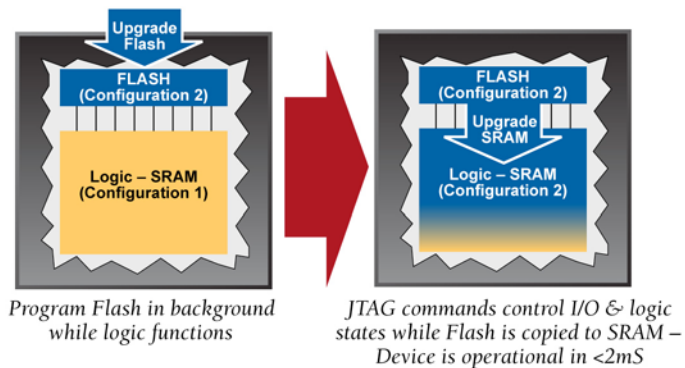 Upgrade
Flash
FLASH
(Configuration 2)
Logic – SRAM
(Configuration 1)
Program Flash in background
while logic functions
FLASH
(Configuration 2)
Upgrade
SRAM
Logic – SRAM
(Configuration 2)
JTAG commands control I/O & logic
states while Flash is copied to SRAM –
Device is operational in <2mS